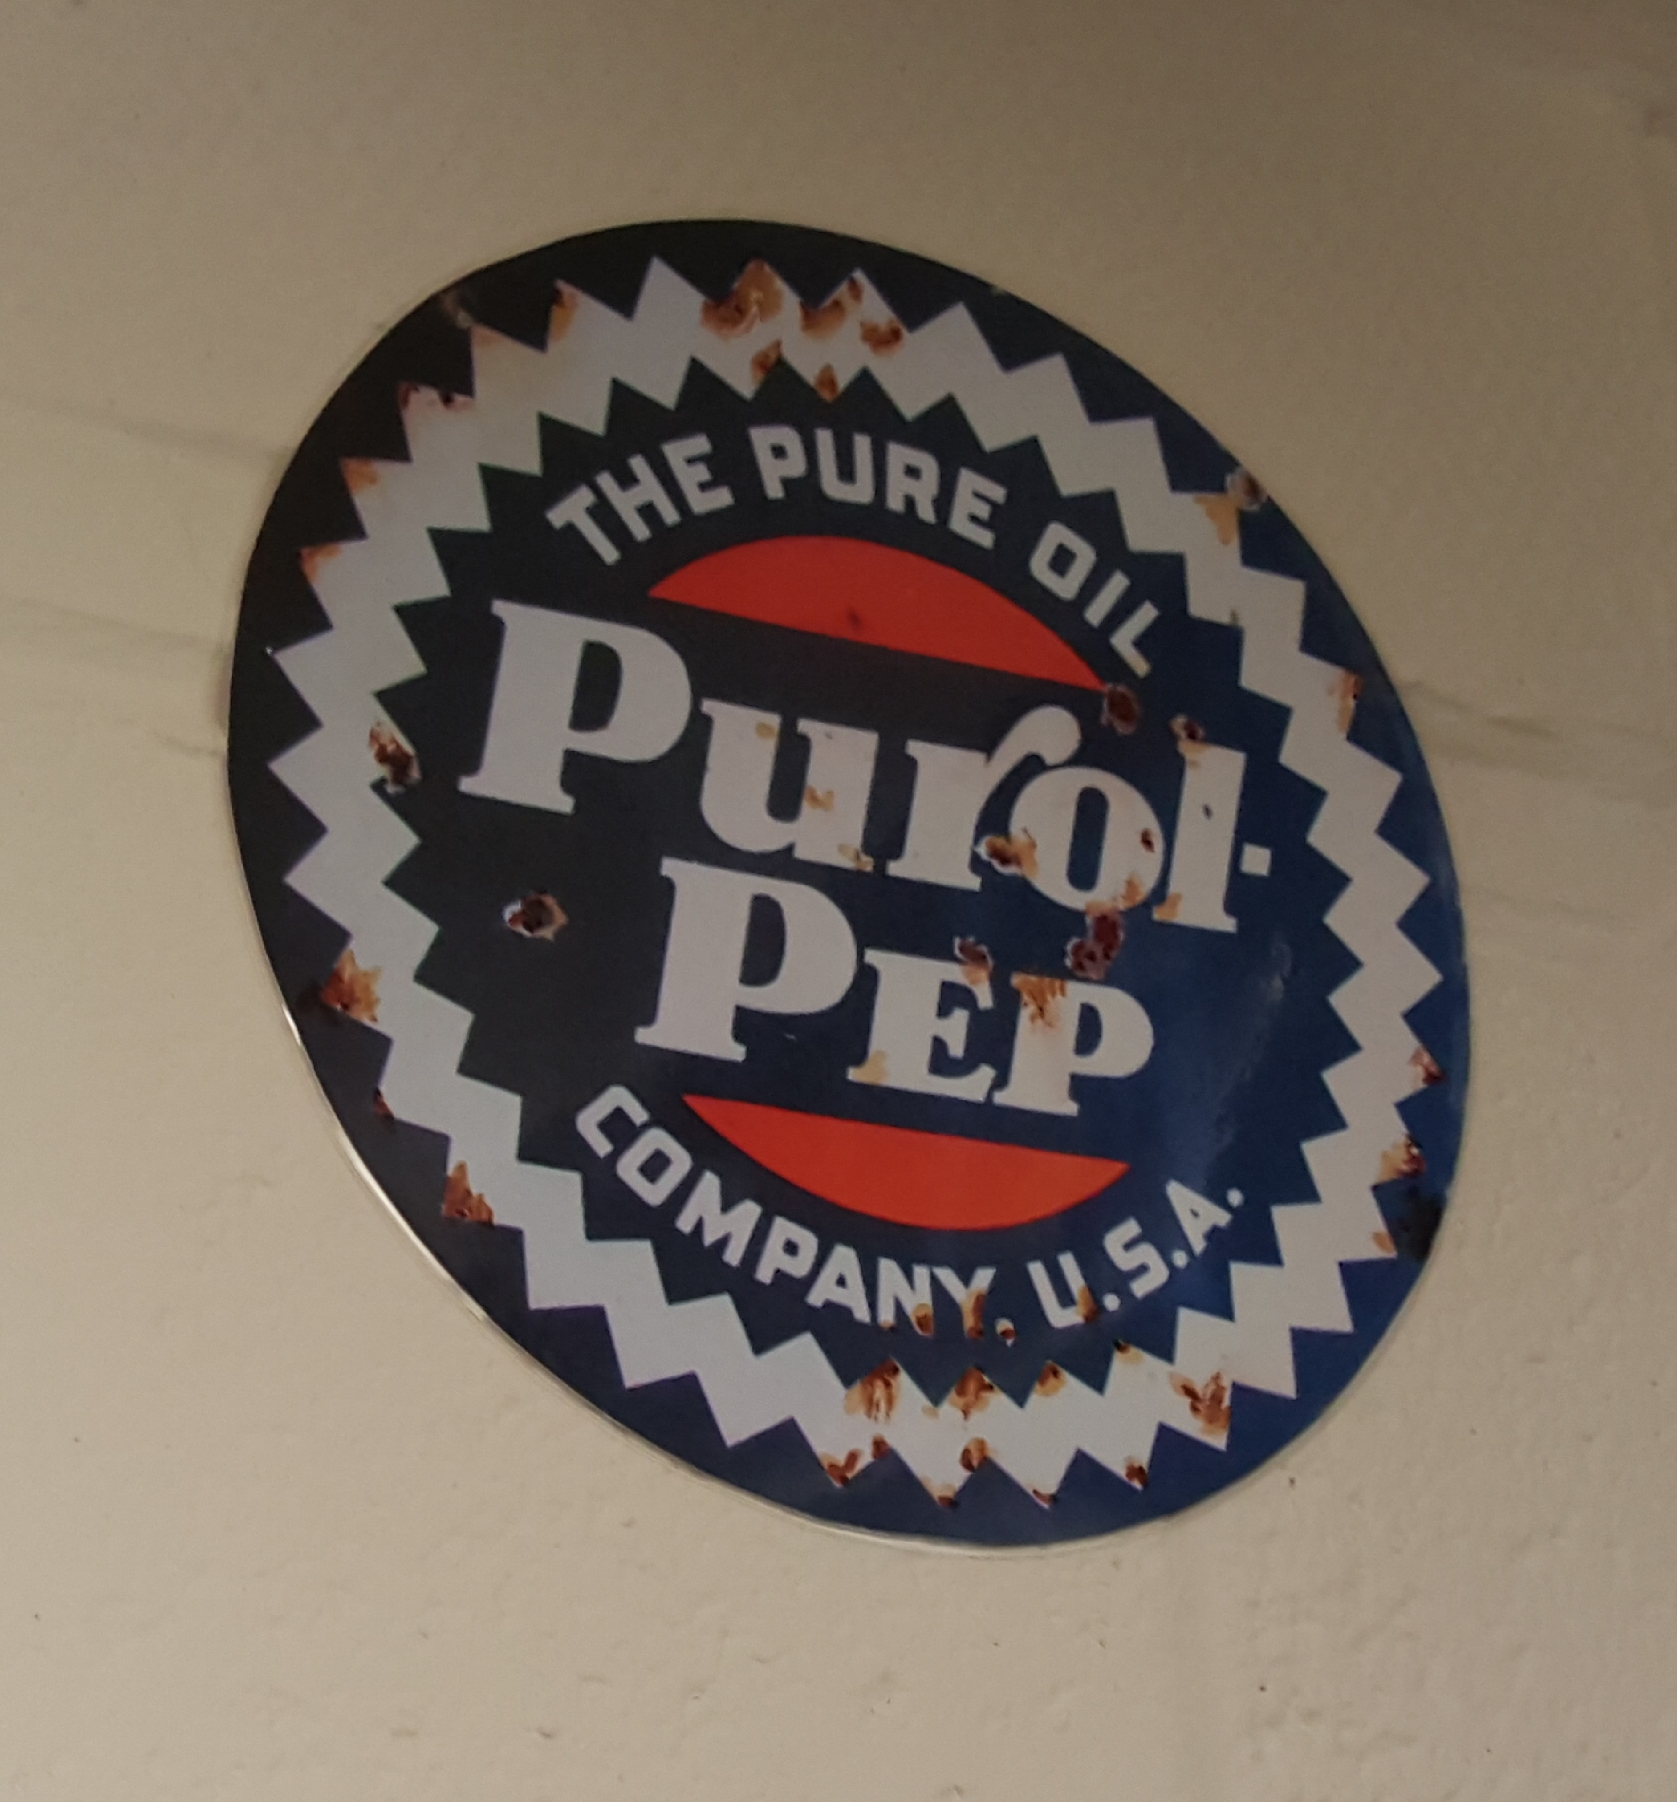 THE PURE OIL
Purol-
PEP
COMPANY, U.S.A.